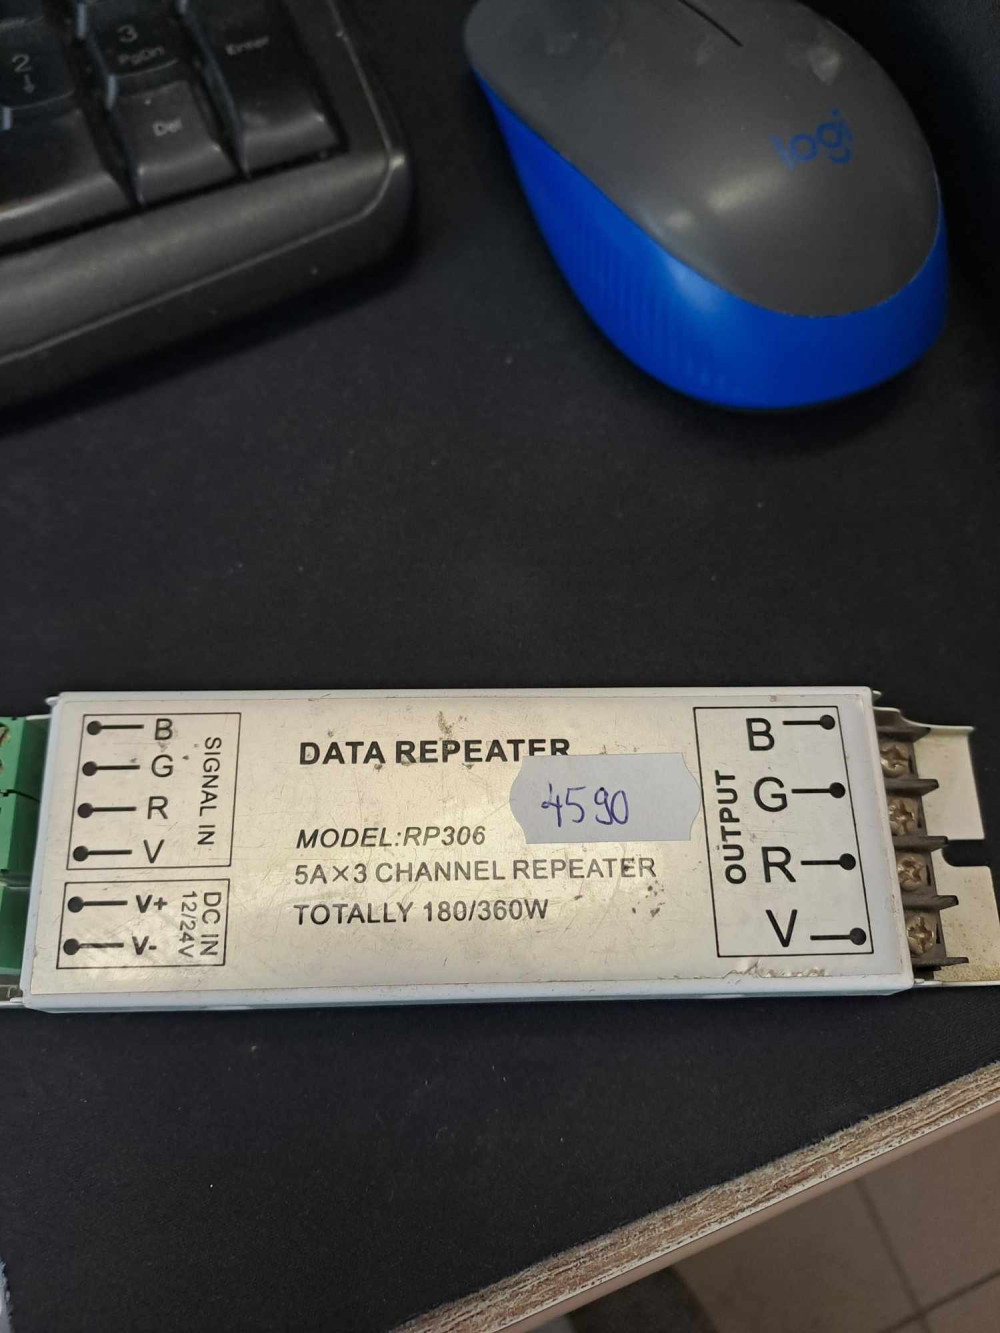 2
↓
3
PgDn
Enter
Del
logi
B
G
R
V
SIGNAL IN
V+
V-
DC IN
12/24V
DATA REPEATER
4590
MODEL:RP306
5A×3 CHANNEL REPEATER
TOTALLY 180/360W
OUTPUT
B
G
R
V